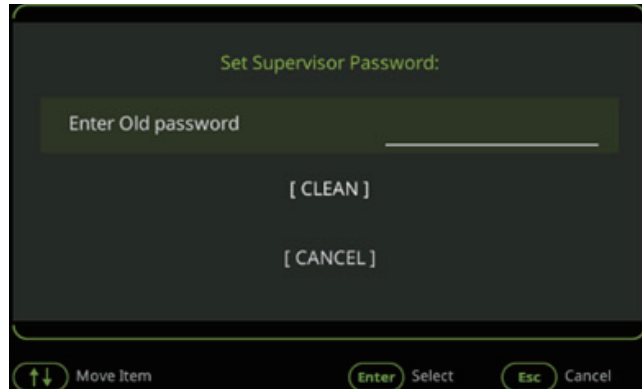 Set Supervisor Password:
Enter Old password
[ CLEAN ]
[ CANCEL ]
↑↓ Move Item Enter Select Esc Cancel